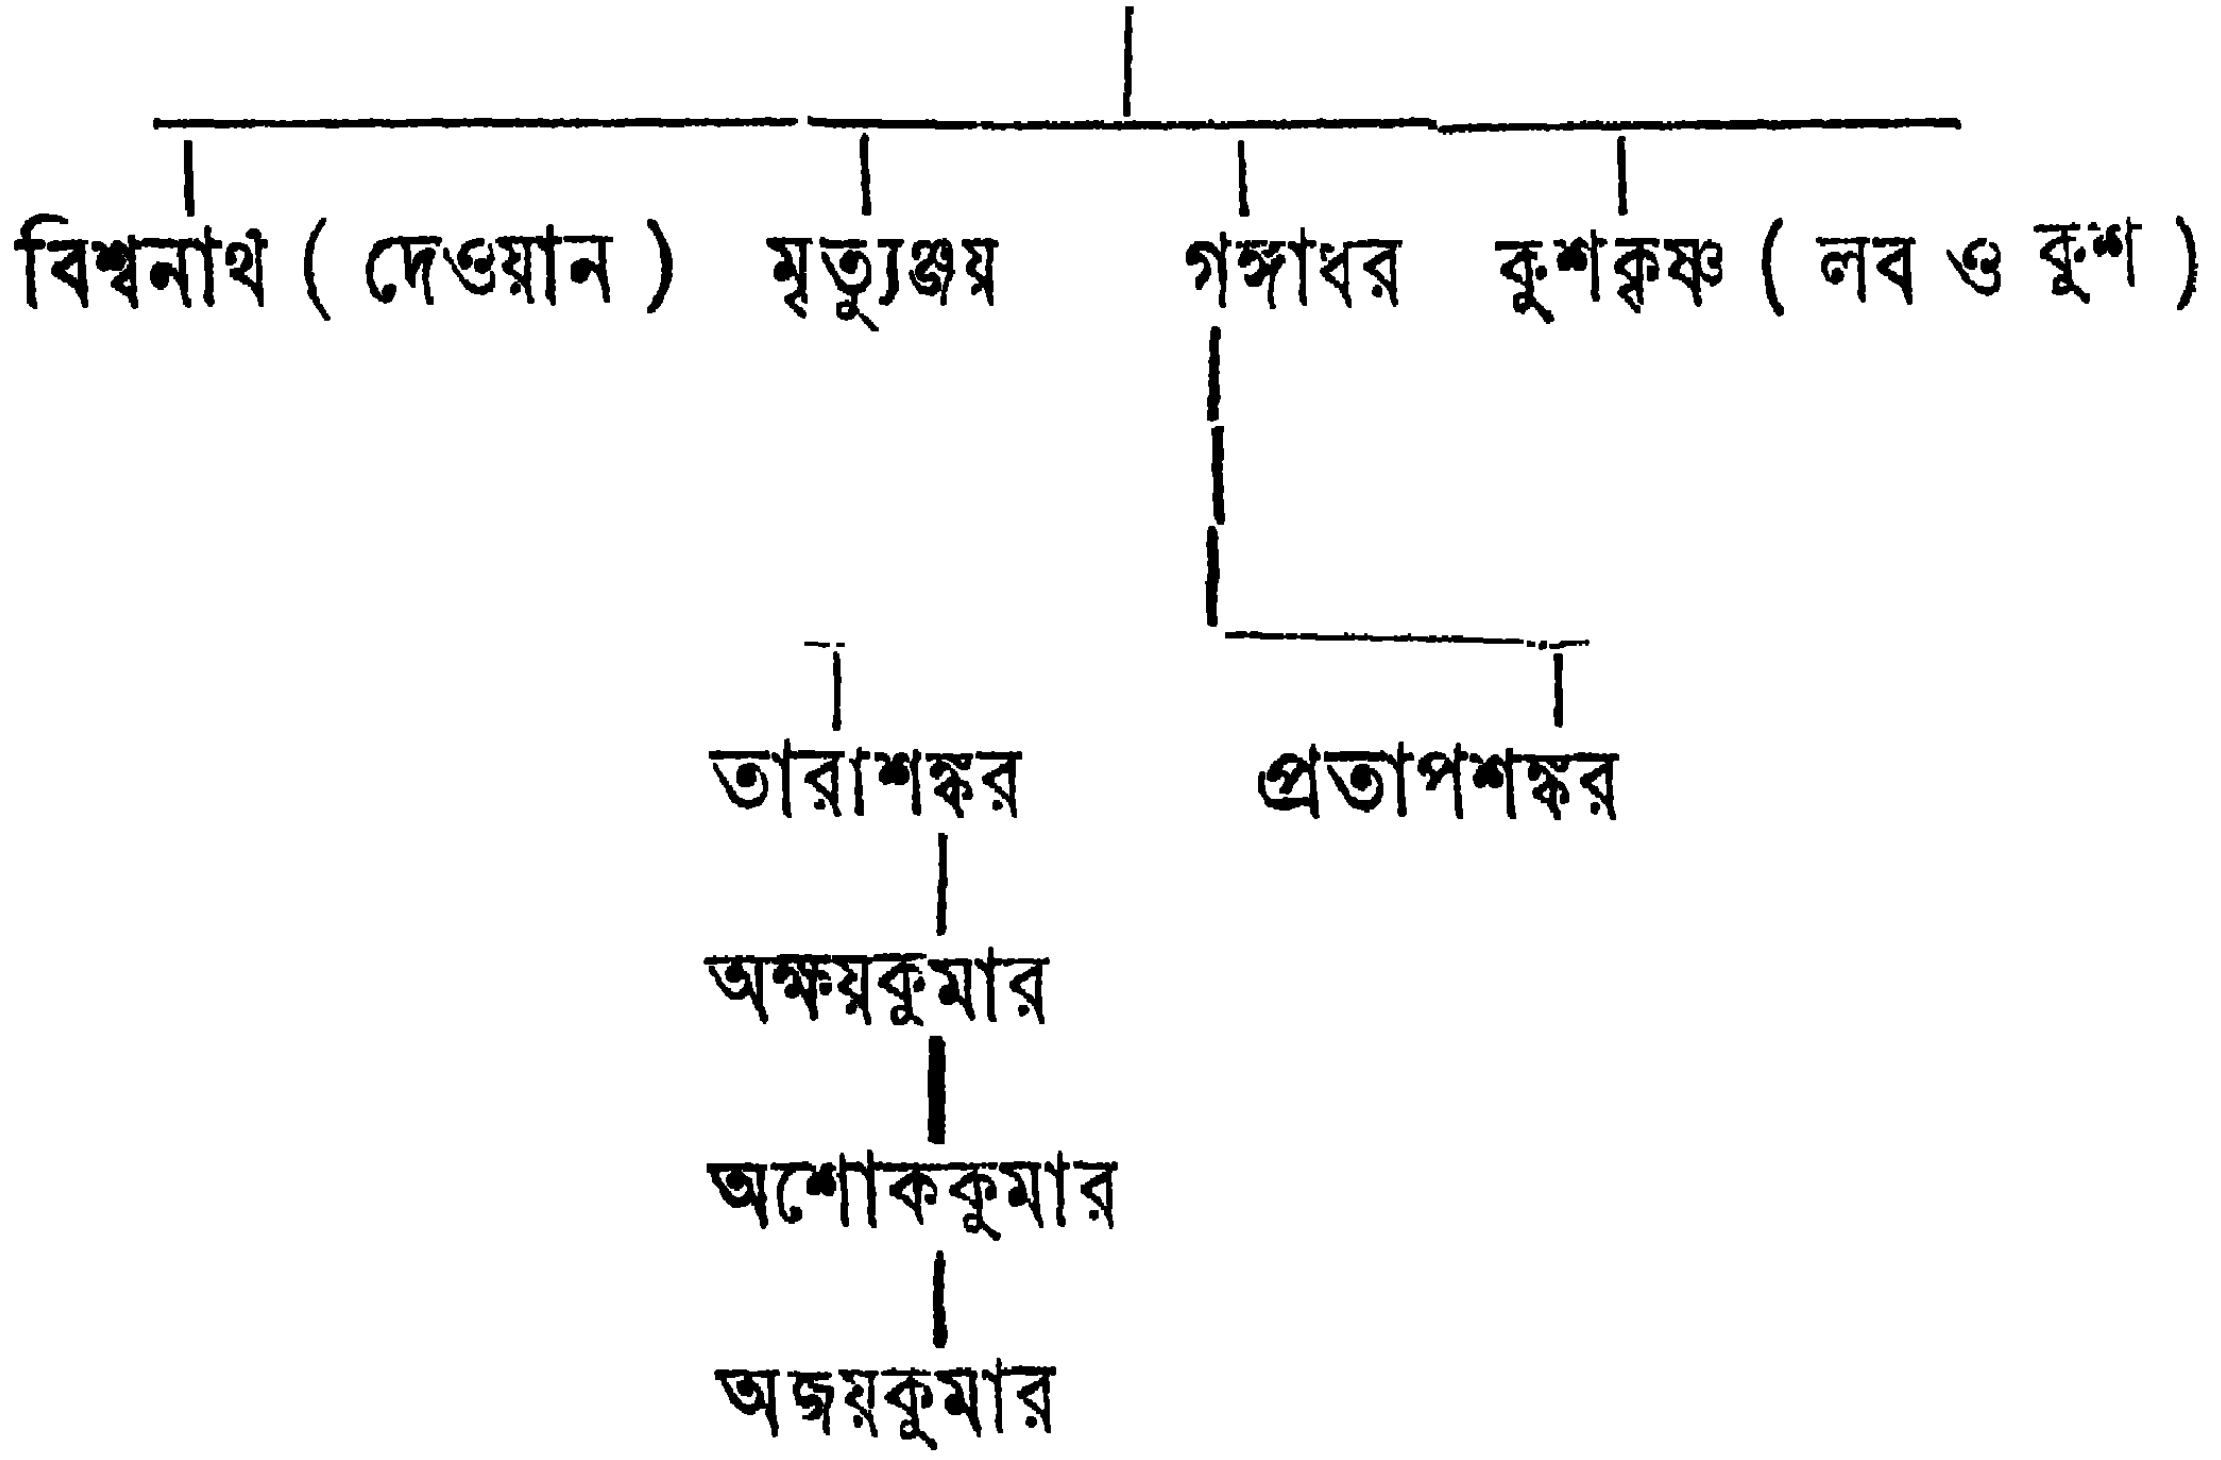 বিশ্বনাথ ( দেওয়ান ) মৃত্যুঞ্জয় গঙ্গাধর কুশকৃষ্ণ ( লব ও কুশ )
তারাশঙ্কর প্রতাপশঙ্কর
অক্ষয়কুমার
অশোককুমার
অজয়কুমার